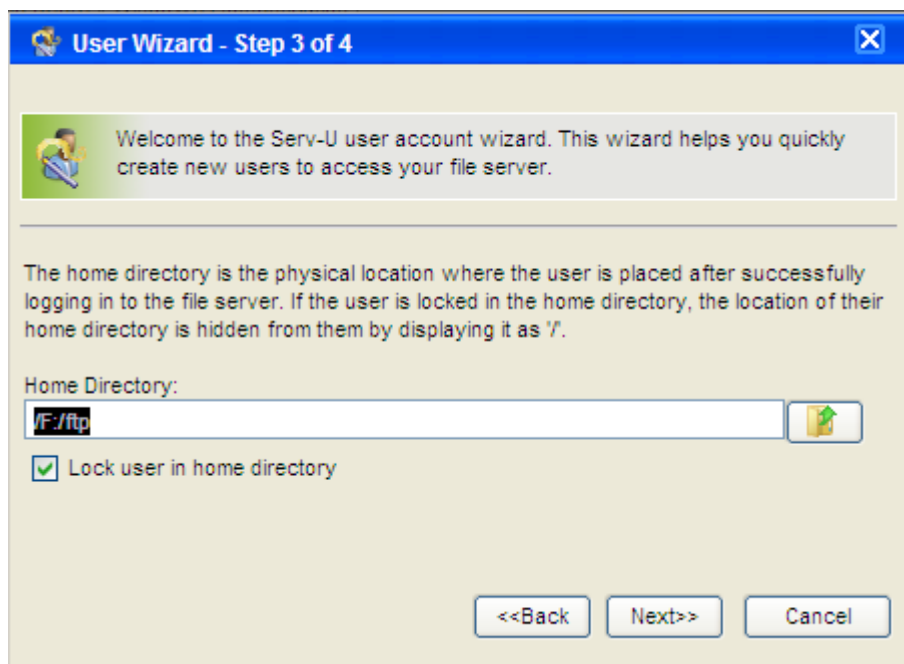 User Wizard - Step 3 of 4
Welcome to the Serv-U user account wizard. This wizard helps you quickly
create new users to access your file server.
The home directory is the physical location where the user is placed after successfully
logging in to the file server. If the user is locked in the home directory, the location of their
home directory is hidden from them by displaying it as '/'.
Home Directory:
/F:/ftp
Lock user in home directory
<<Back Next>> Cancel